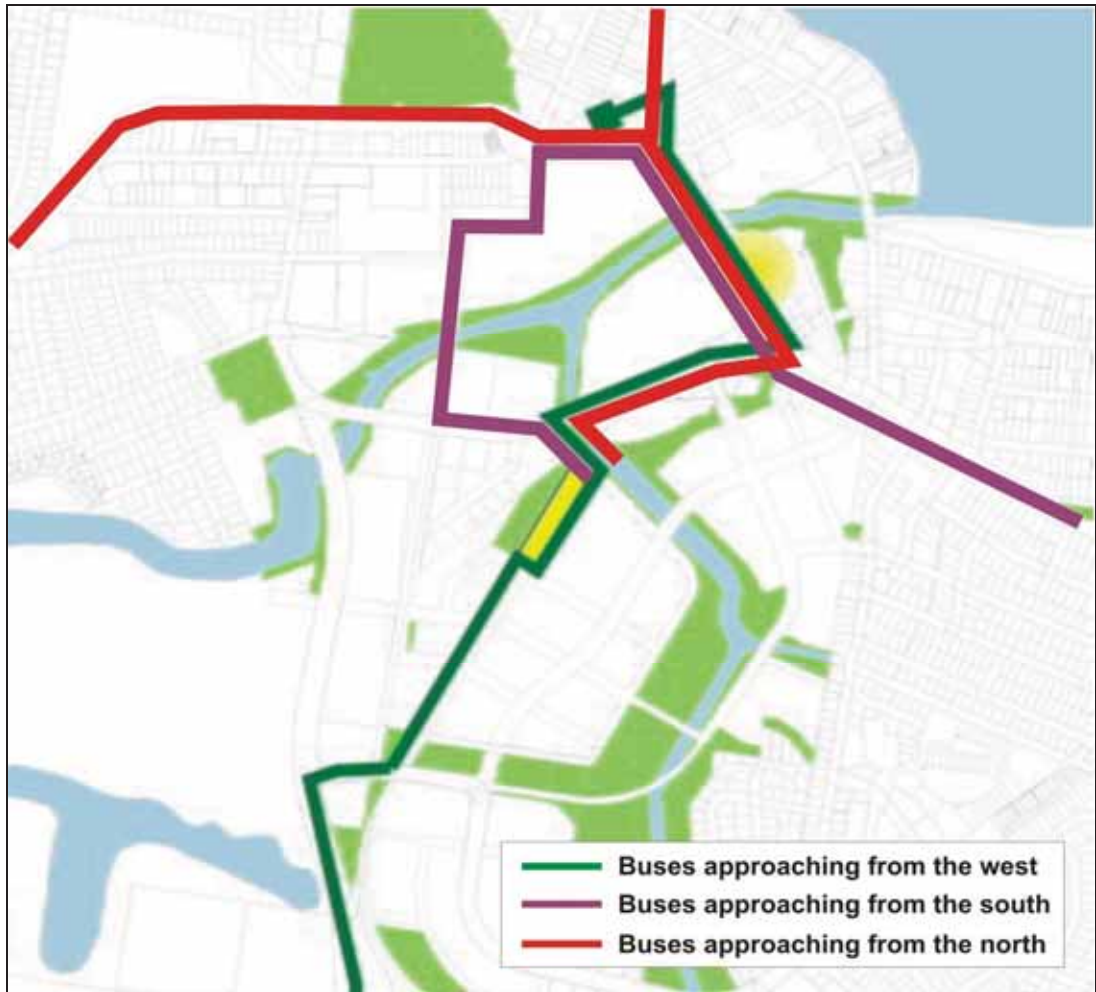 Buses approaching from the west
Buses approaching from the south
Buses approaching from the north